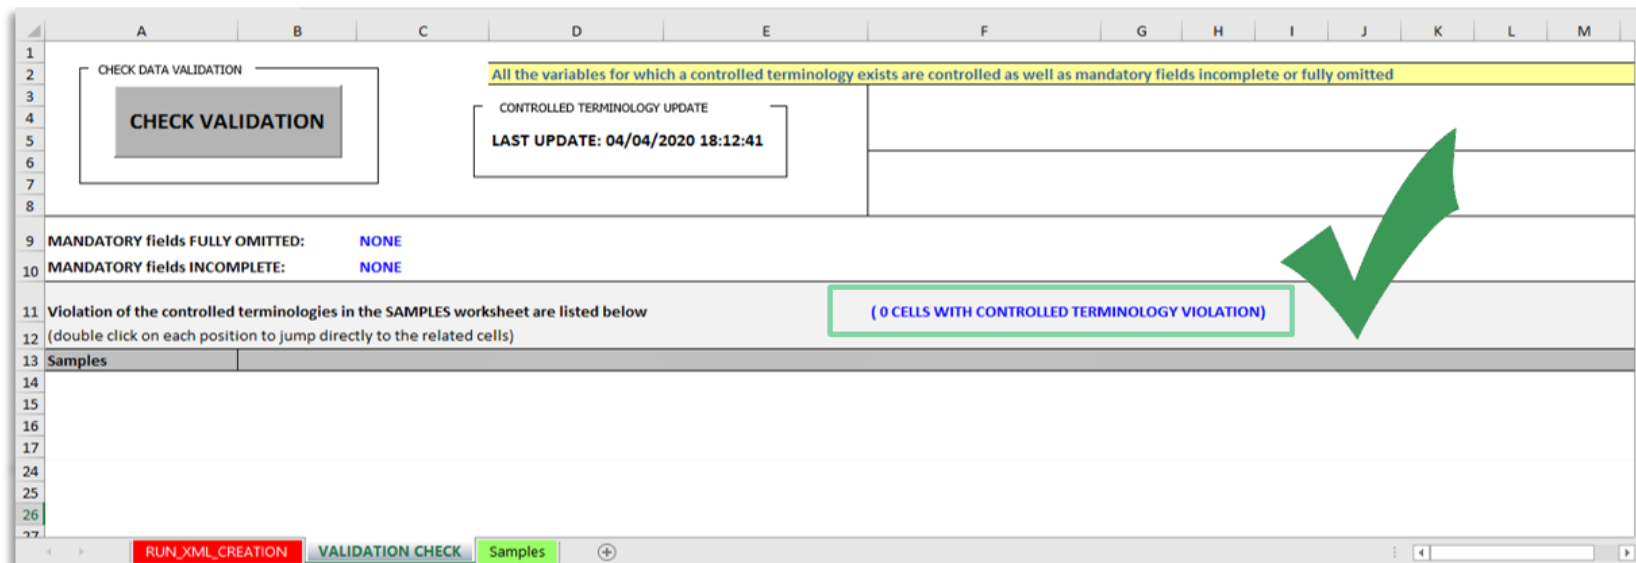 A B C D E F G H I J K L M
1
2 CHECK DATA VALIDATION All the variables for which a controlled terminology exists are controlled as well as mandatory fields incomplete or fully omitted
3
4 CHECK VALIDATION CONTROLLED TERMINOLOGY UPDATE
5 LAST UPDATE: 04/04/2020 18:12:41
6
7
8
9 MANDATORY fields FULLY OMITTED: NONE
10 MANDATORY fields INCOMPLETE: NONE
11 Violation of the controlled terminologies in the SAMPLES worksheet are listed below ( 0 CELLS WITH CONTROLLED TERMINOLOGY VIOLATION)
12 (double click on each position to jump directly to the related cells)
13 Samples
14
15
16
17
24
25
26
27
RUN_XML_CREATION VALIDATION CHECK Samples